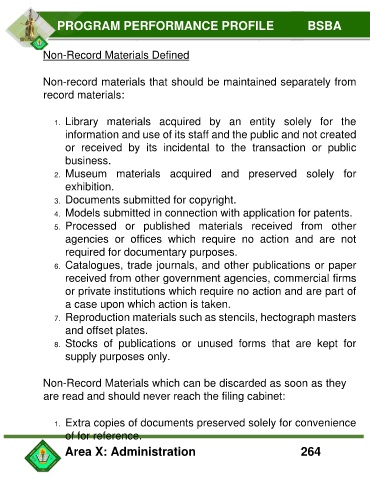 PROGRAM PERFORMANCE PROFILE BSBA
Non-Record Materials Defined
Non-record materials that should be maintained separately from
record materials:
1. Library materials acquired by an entity solely for the
information and use of its staff and the public and not created
or received by its incidental to the transaction or public
business.
2. Museum materials acquired and preserved solely for
exhibition.
3. Documents submitted for copyright.
4. Models submitted in connection with application for patents.
5. Processed or published materials received from other
agencies or offices which require no action and are not
required for documentary purposes.
6. Catalogues, trade journals, and other publications or paper
received from other government agencies, commercial firms
or private institutions which require no action and are part of
a case upon which action is taken.
7. Reproduction materials such as stencils, hectograph masters
and offset plates.
8. Stocks of publications or unused forms that are kept for
supply purposes only.
Non-Record Materials which can be discarded as soon as they
are read and should never reach the filing cabinet:
1. Extra copies of documents preserved solely for convenience
of for reference.
Area X: Administration 264